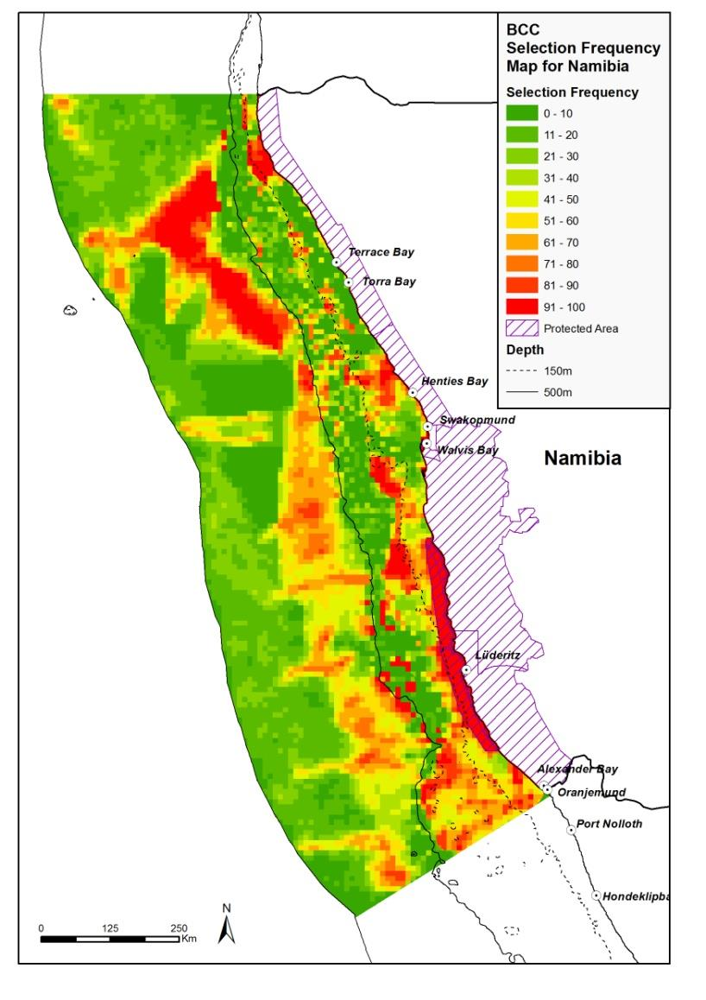 BCC
Selection Frequency
Map for Namibia
Selection Frequency
0 - 10
11 - 20
21 - 30
31 - 40
41 - 50
51 - 60
61 - 70
71 - 80
81 - 90
91 - 100
Protected Area
Depth
150m
500m
Terrace Bay
Torra Bay
Henties Bay
Swakopmund
Walvis Bay
Namibia
Lüderitz
Alexander Bay
Oranjemund
Port Nolloth
Hondeklipba
N
0 125 250
Km